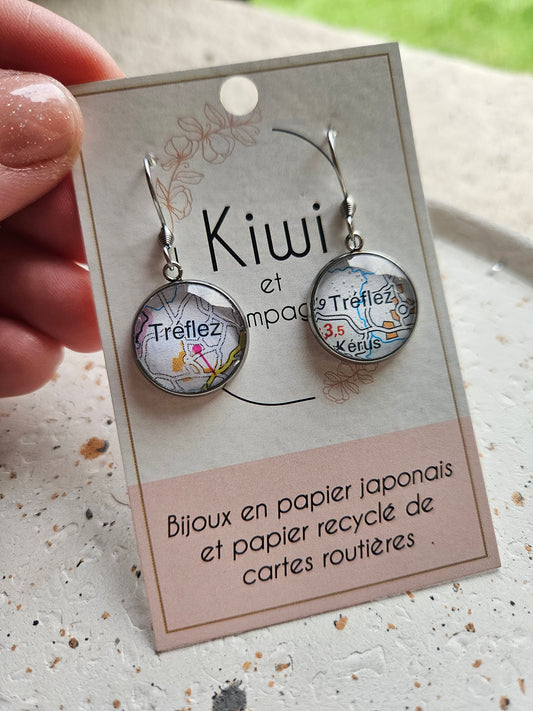 Kiwi
et
Tréflez
Tréflez
3,5
Kérus
Bijoux en papier japonais
et papier recyclé de
cartes routières